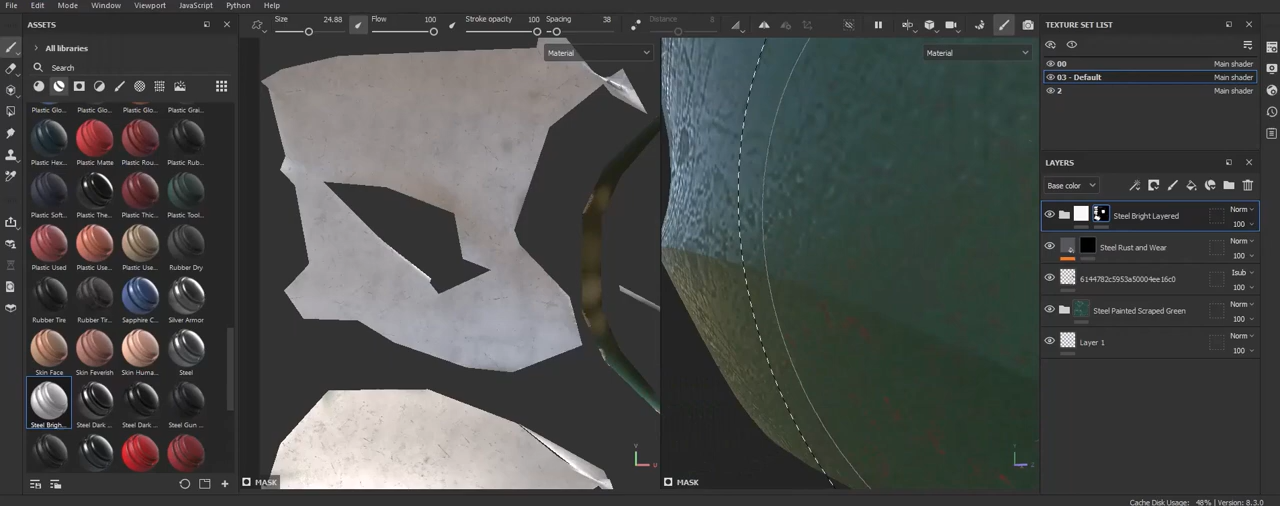 File Edit Mode Window Viewport JavaScript Python Help
ASSETS
All libraries
Search
Plastic Glo... Plastic Glo... Plastic Grai...
Plastic Hex... Plastic Matte Plastic Rou... Plastic Rub...
Plastic Soft... Plastic The... Plastic Thic... Plastic Tool...
Plastic Used Plastic Use... Plastic Use... Rubber Dry
Rubber Tire Rubber Tir... Sapphire C... Silver Armor
Skin Face Skin Feverish Skin Huma... Steel
Steel Brigh... Steel Dark ... Steel Dark ... Steel Gun ...
Size 24.88 Flow 100 Stroke opacity 100 Spacing 38 Distance 8
Material
Material
Y
U
MASK
Y
Z
MASK
TEXTURE SET LIST
00 Main shader
03 - Default Main shader
2 Main shader
LAYERS
Base color
Steel Bright Layered Norm 100
Steel Rust and Wear Norm 100
6144782c5953a50004ee16c0 Isub 100
Steel Painted Scraped Green Norm 100
Layer 1 Norm 100
Cache Disk Usage: 48% | Version: 8.3.0